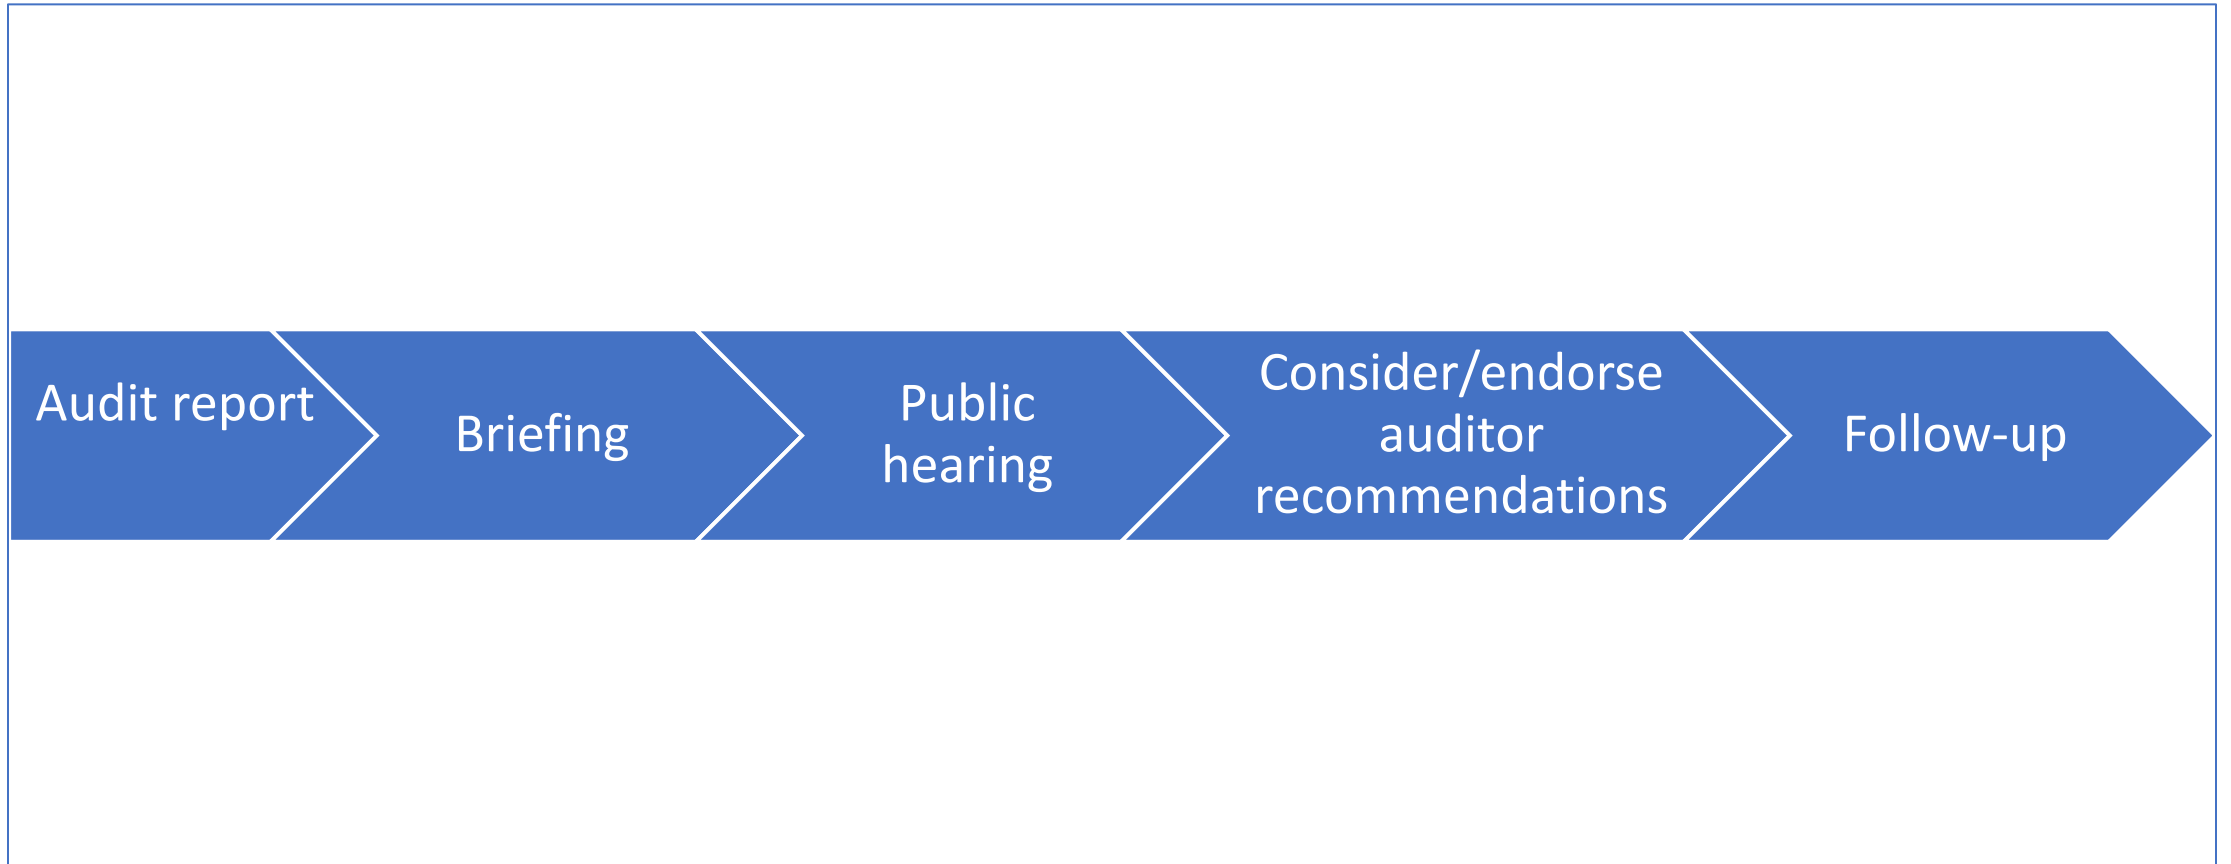 Audit report
Briefing
Public
hearing
Consider/endorse
auditor
recommendations
Follow-up